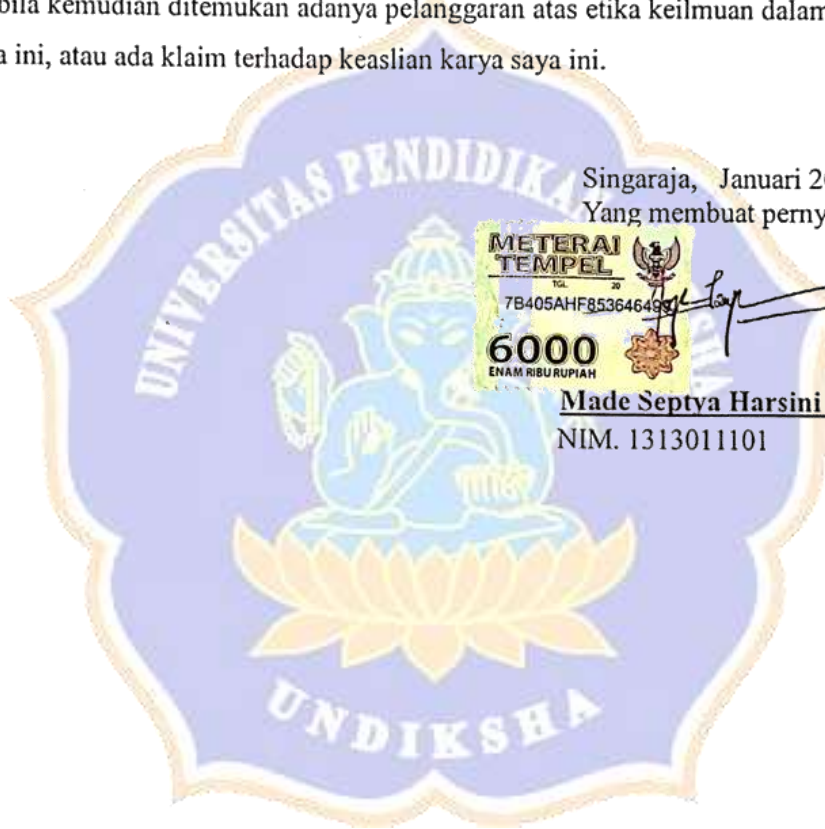 bila kemudian ditemukan adanya pelanggaran atas etika keilmuan dalam
a ini, atau ada klaim terhadap keaslian karya saya ini.
UNIVERSITAS PENDIDIKAN
Singaraja, Januari 20
Yang membuat perny
METERAI
TEMPEL
TGL. 20
7B405AHF853646499
6000
ENAM RIBU RUPIAH
Made Septya Harsini
NIM. 1313011101
UNDIKSHA